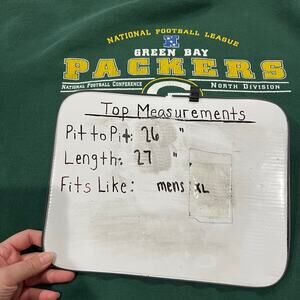 NATIONAL FOOTBALL LEAGUE
GREEN BAY
PACKERS
NATIONAL FOOTBALL CONFERENCE NORTH DIVISION
Top Measurements
Pit to Pit: 26 "
Length: 27 "
Fits Like: mens XL